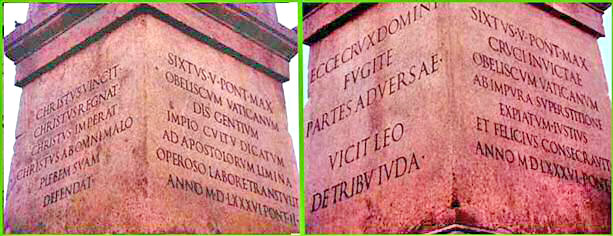 CHRISTVS·VINCIT
CHRISTVS·REGNAT
CHRISTVS·IMPERAT
CHRISTVS·AB·OMNI·MALO
PLEBEM·SVAM
DEFENDAT·
SIXTVS·V·PONT·MAX
OBELISCVM·VATICANVM
DIS·GENTIVM
IMPIO·CVLTV·DICATVM
AD·APOSTOLORVM·LIMINA
OPEROSO·LABORE·TRANSTVLIT
ANNO·M·D·LXXXVI·PONT·II·
ECCE·CRVX·DOMINI
FVGITE
PARTES·ADVERSAE·
VICIT·LEO
DE·TRIBV·IVDA·
SIXTVS·V·PONT·MAX
CRVCI·INVICTAE
OBELISCVM·VATICANVM
AB·IMPVRA·SVPERSTITIONE
EXPIATVM·IVSTIVS
ET·FELICIVS·CONSECRAVIT
ANNO·M·D·LXXXVI·PONT·